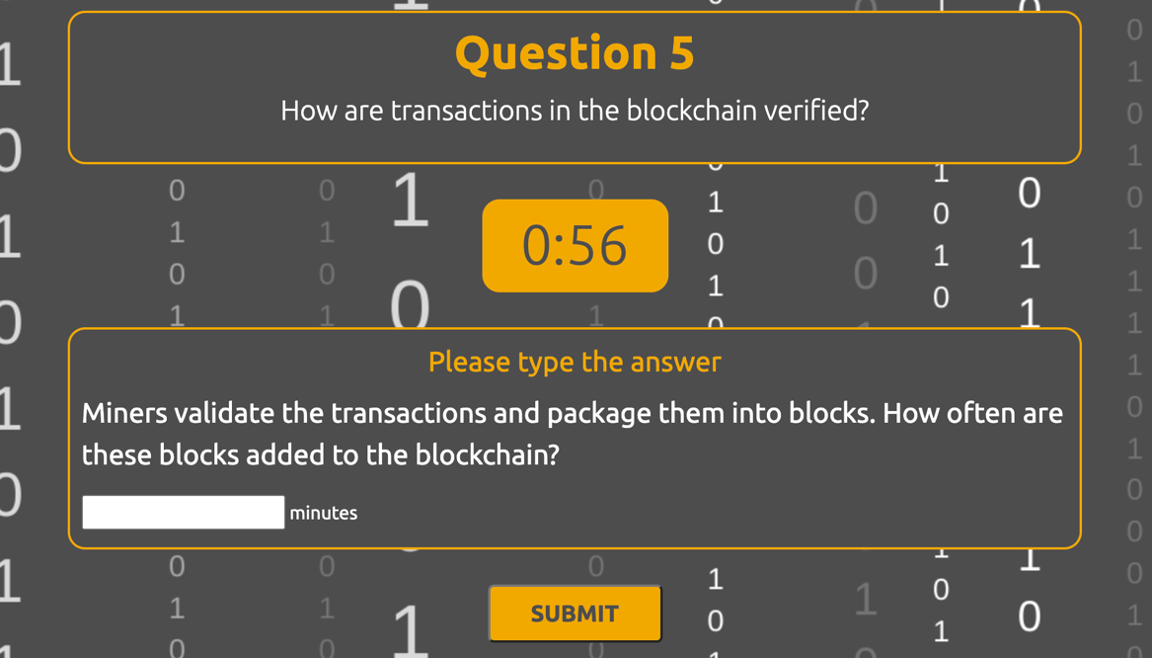 Question 5
How are transactions in the blockchain verified?
0:56
Please type the answer
Miners validate the transactions and package them into blocks. How often are
these blocks added to the blockchain?
minutes
SUBMIT